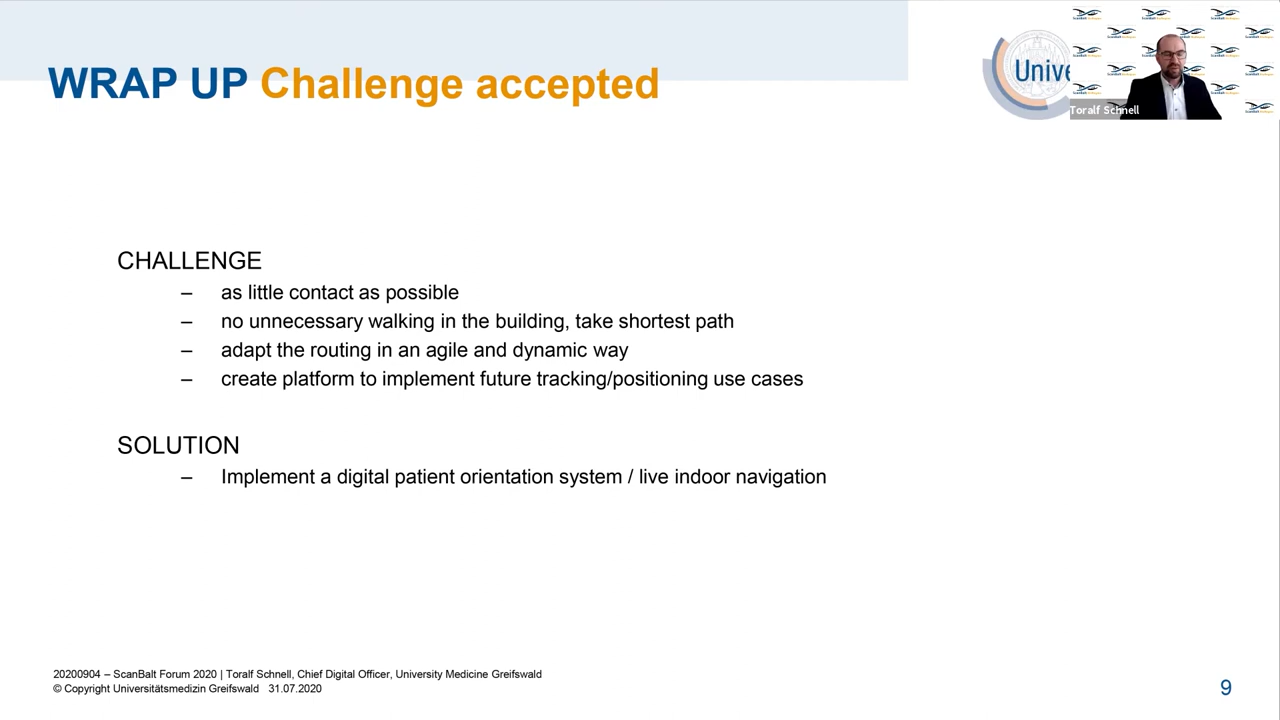 WRAP UP Challenge accepted
Unive
Toralf Schnell
CHALLENGE
– as little contact as possible
– no unnecessary walking in the building, take shortest path
– adapt the routing in an agile and dynamic way
– create platform to implement future tracking/positioning use cases
SOLUTION
– Implement a digital patient orientation system / live indoor navigation
20200904 – ScanBalt Forum 2020 | Toralf Schnell, Chief Digital Officer, University Medicine Greifswald
© Copyright Universitätsmedizin Greifswald 31.07.2020
9